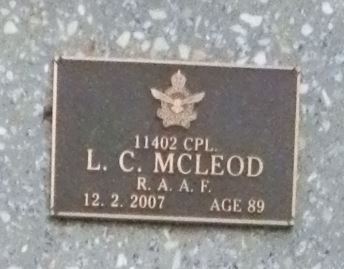 11402 CPL.
L. C. MCLEOD
R. A. A. F.
12. 2. 2007 AGE 89